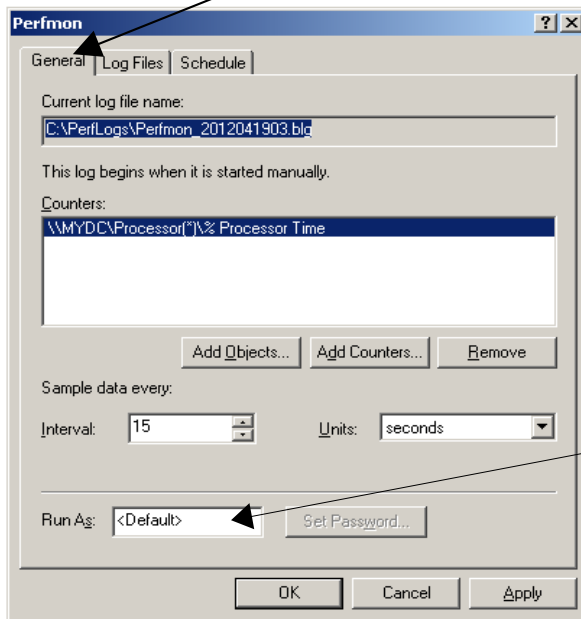 Perfmon
General Log Files Schedule
Current log file name:
C:\PerfLogs\Perfmon_2012041903.blg
This log begins when it is started manually.
Counters:
\\MYDC\Processor(*)\% Processor Time
Add Objects... Add Counters... Remove
Sample data every:
Interval: 15 Units: seconds
Run As: <Default> Set Password...
OK Cancel Apply